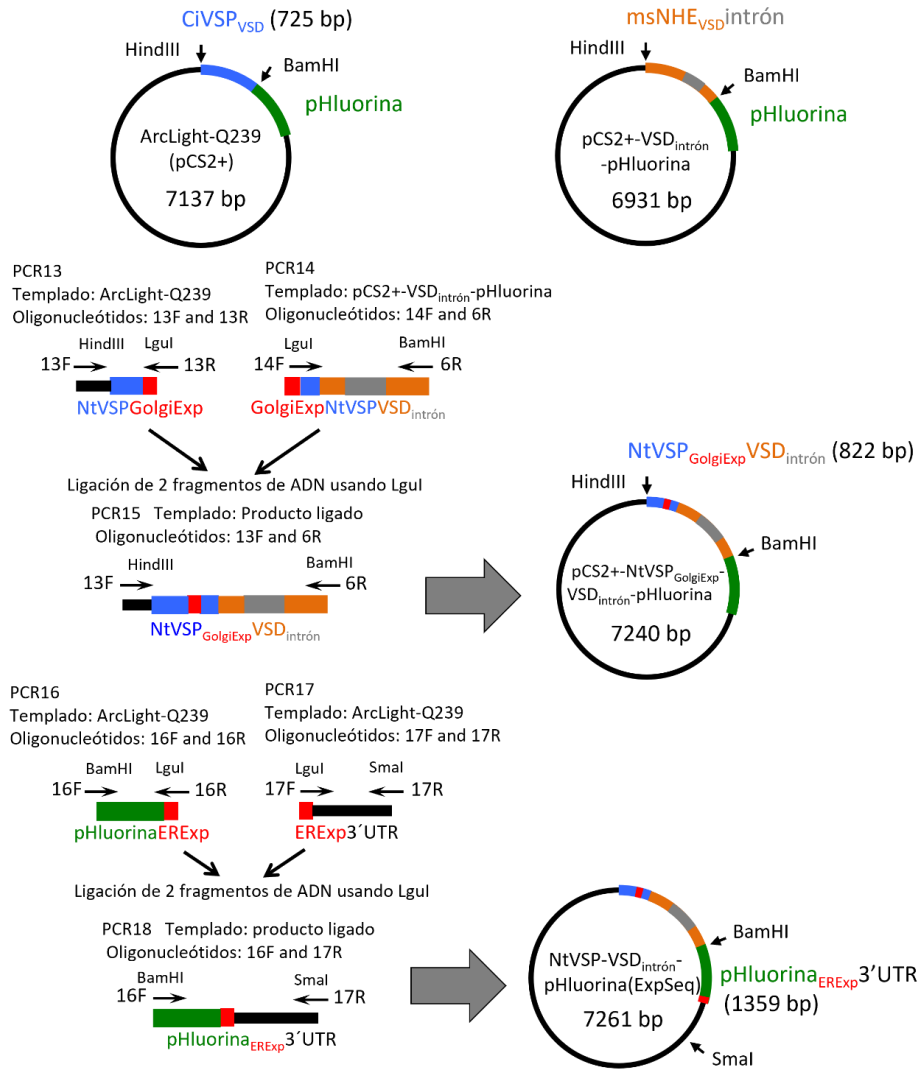 CiVSPVSD (725 bp)
HindIII
BamHI
pHluorina
ArcLight-Q239
(pCS2+)
7137 bp
msNHEVSDintrón
HindIII
BamHI
pHluorina
pCS2+-VSDintrón
-pHluorina
6931 bp
PCR13
Templado: ArcLight-Q239
Oligonucleótidos: 13F and 13R
HindIII LguI
13F 13R
NtVSPGolgiExp
PCR14
Templado: pCS2+-VSDintrón-pHluorina
Oligonucleótidos: 14F and 6R
LguI BamHI
14F 6R
GolgiExpNtVSPVSDintrón
Ligación de 2 fragmentos de ADN usando LguI
PCR15 Templado: Producto ligado
Oligonucleótidos: 13F and 6R
HindIII BamHI
13F 6R
NtVSPGolgiExpVSDintrón
NtVSPGolgiExpVSDintrón (822 bp)
HindIII
BamHI
pCS2+-NtVSPGolgiExp-
VSDintrón-pHluorina
7240 bp
PCR16
Templado: ArcLight-Q239
Oligonucleótidos: 16F and 16R
BamHI LguI
16F 16R
pHluorinaERExp
PCR17
Templado: ArcLight-Q239
Oligonucleótidos: 17F and 17R
LguI SmaI
17F 17R
ERExp3´UTR
Ligación de 2 fragmentos de ADN usando LguI
PCR18 Templado: producto ligado
Oligonucleótidos: 16F and 17R
BamHI SmaI
16F 17R
pHluorinaERExp3´UTR
BamHI
NtVSP-VSDintrón-
pHluorina(ExpSeq)
7261 bp
pHluorinaERExp3’UTR
(1359 bp)
SmaI